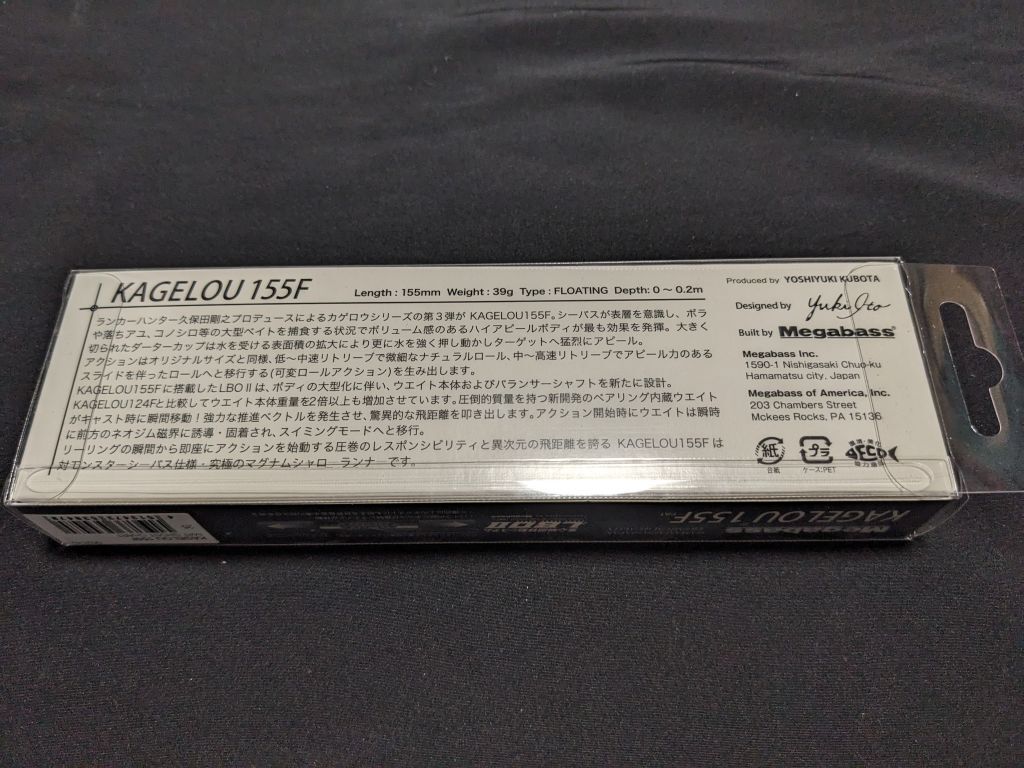 KAGELOU 155F
Length : 155mm Weight : 39g Type : FLOATING Depth: 0 ~ 0.2m
ランカーハンター久保田剛之プロデュースによるカゲロウシリーズの第3弾が KAGELOU155F。シーバスが表層を意識し、ボラ
や落ちアユ、コノシロ等の大型ベイトを捕食する状況でボリューム感のあるハイアピールボディが最も効果を発揮。大きく
切られたダーターカップは水を受ける表面積の拡大により更に水を強く押し動かしターゲットへ猛烈にアピール。
アクションはオリジナルサイズと同様、低~中速リトリーブで微細なナチュラルロール、中~高速リトリーブでアピール力のある
スライドを伴ったロールへと移行する(可変ロールアクション)を生み出します。
KAGELOU155Fに搭載したLBOⅡは、ボディの大型化に伴い、ウエイト本体およびバランサーシャフトを新たに設計。
KAGELOU124Fと比較してウエイト本体重量を2倍以上も増加させています。圧倒的質量を持つ新開発のベアリング内蔵ウエイト
がキャスト時に瞬間移動!強力な推進ベクトルを発生させ、驚異的な飛距離を叩き出します。アクション開始時にウエイトは瞬時
に前方のネオジム磁界に誘導・固着され、スイミングモードへと移行。
リーリングの瞬間から即座にアクションを始動する圧巻のレスポンシビリティと異次元の飛距離を誇る KAGELOU155F は
対モンスターシーバス仕様・究極のマグナムシャローランナーです。
Produced by YOSHIYUKI KUBOTA
Designed by Yuki Ito
Built by Megabass
Megabass Inc.
1590-1 Nishigasaki Chuo-ku
Hamamatsu city, Japan
Megabass of America, Inc.
203 Chambers Street
Mckees Rocks, PA 15136
紙
台紙
プラ
ケース:PET
ECO
Megabass
KAGELOU 155F
LBOII